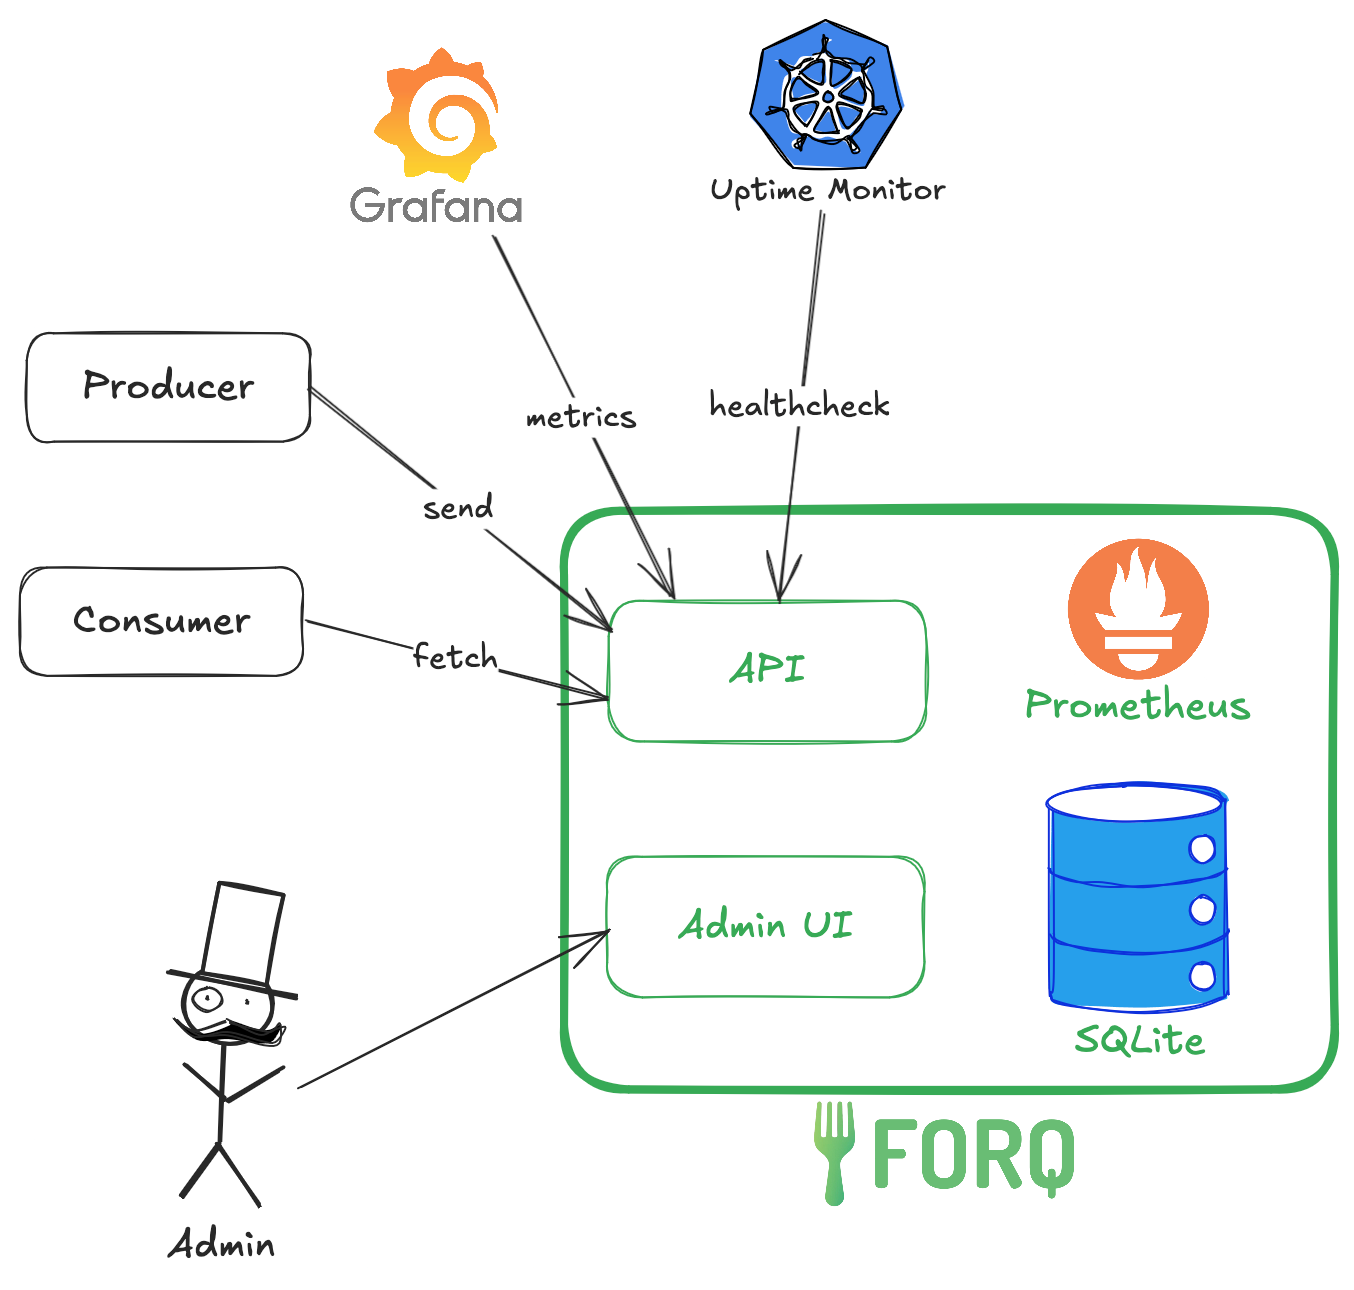 Grafana
Uptime Monitor
Producer
metrics
healthcheck
send
Consumer
fetch
API
Prometheus
Admin UI
SQLite
FORQ
Admin